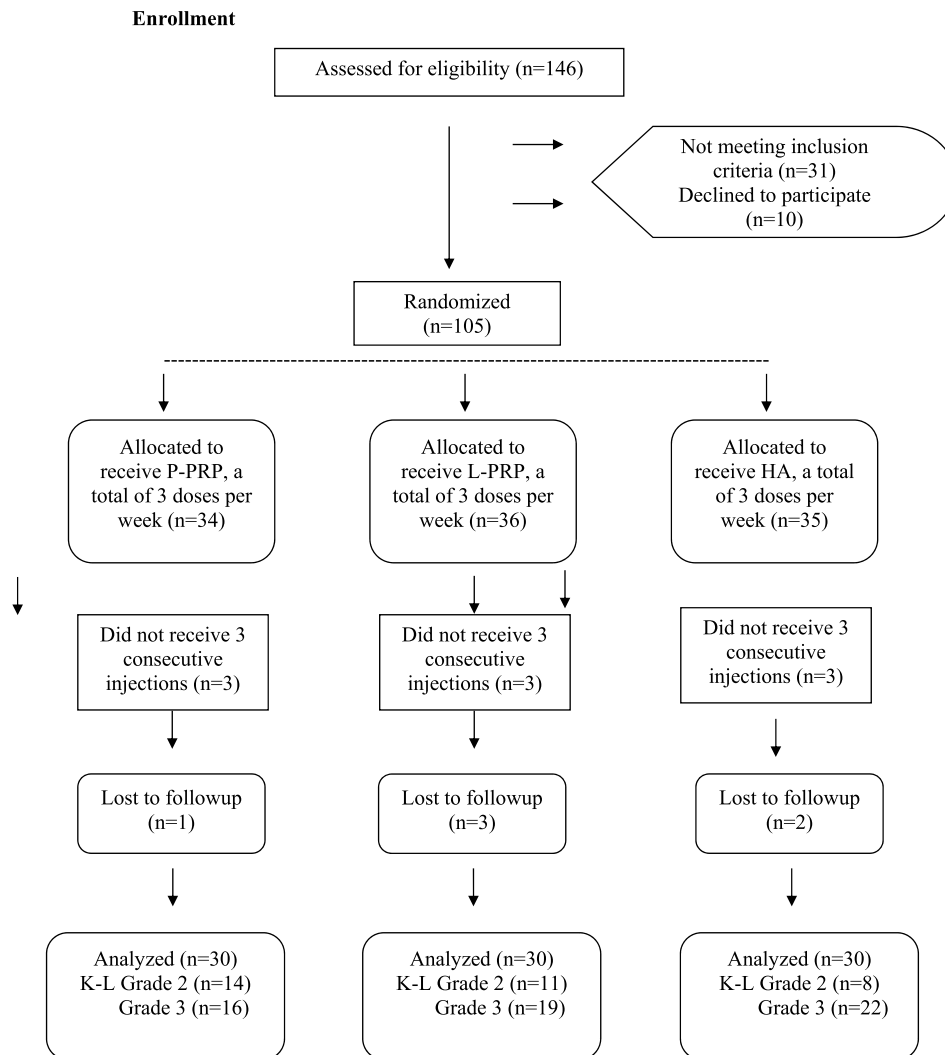 Enrollment
Assessed for eligibility (n=146)
Not meeting inclusion
criteria (n=31)
Declined to participate
(n=10)
Randomized
(n=105)
Allocated to
receive P-PRP, a
total of 3 doses per
week (n=34)
Allocated to
receive L-PRP, a
total of 3 doses per
week (n=36)
Allocated to
receive HA, a total
of 3 doses per
week (n=35)
Did not receive 3
consecutive
injections (n=3)
Did not receive 3
consecutive
injections (n=3)
Did not receive 3
consecutive
injections (n=3)
Lost to followup
(n=1)
Lost to followup
(n=3)
Lost to followup
(n=2)
Analyzed (n=30)
K-L Grade 2 (n=14)
Grade 3 (n=16)
Analyzed (n=30)
K-L Grade 2 (n=11)
Grade 3 (n=19)
Analyzed (n=30)
K-L Grade 2 (n=8)
Grade 3 (n=22)